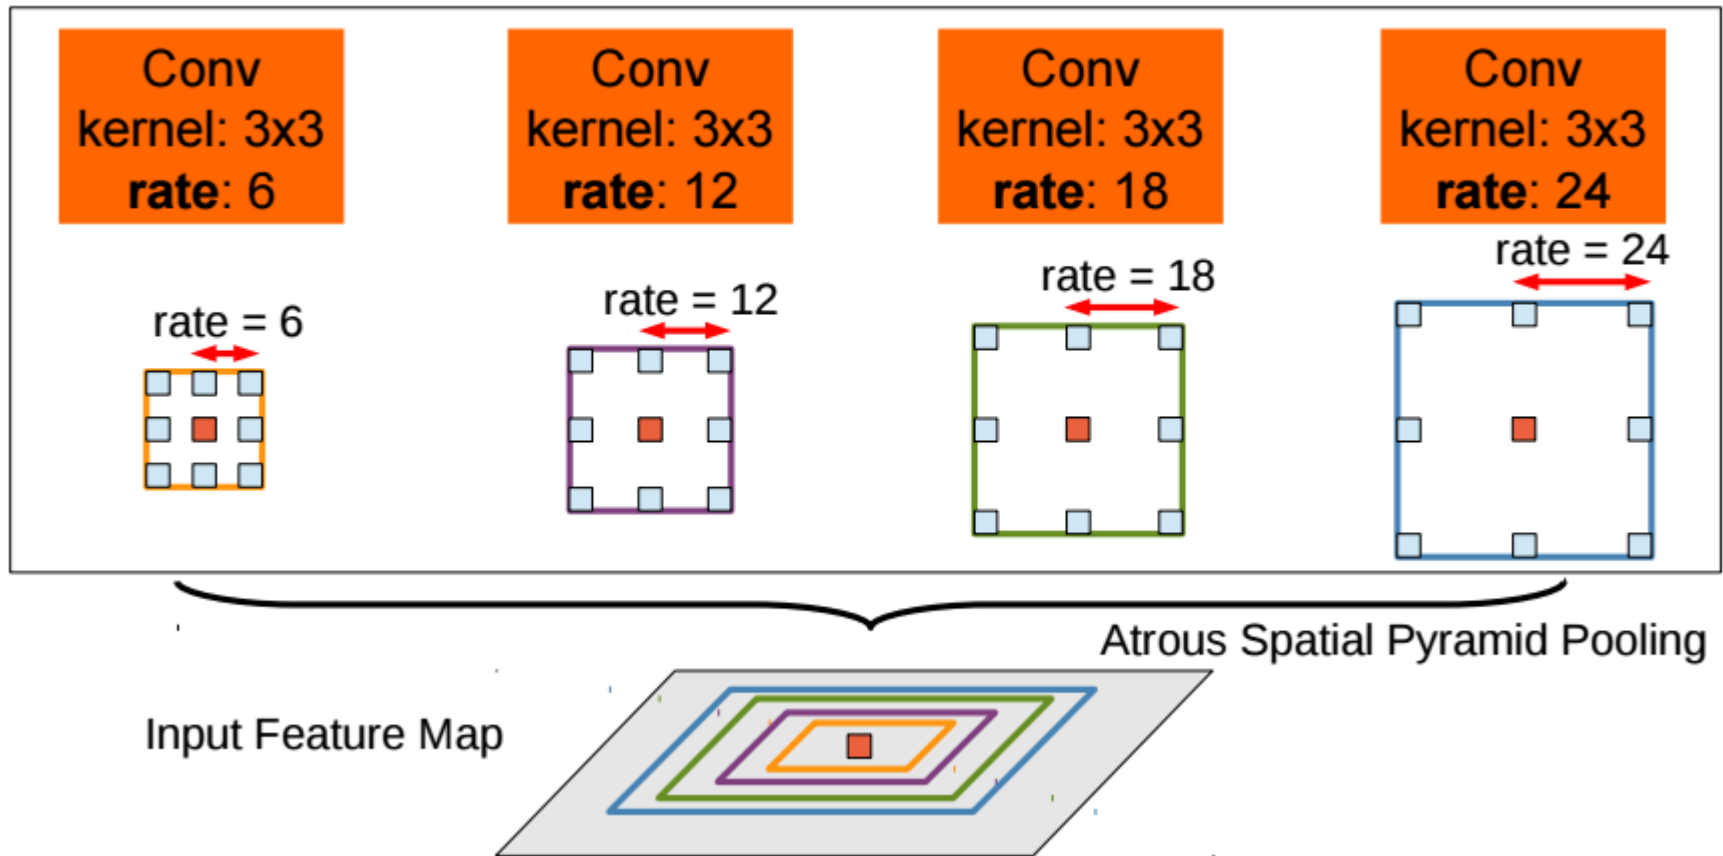 Conv
kernel: 3x3
rate: 6
Conv
kernel: 3x3
rate: 12
Conv
kernel: 3x3
rate: 18
Conv
kernel: 3x3
rate: 24
rate = 6
rate = 12
rate = 18
rate = 24
Atrous Spatial Pyramid Pooling
Input Feature Map